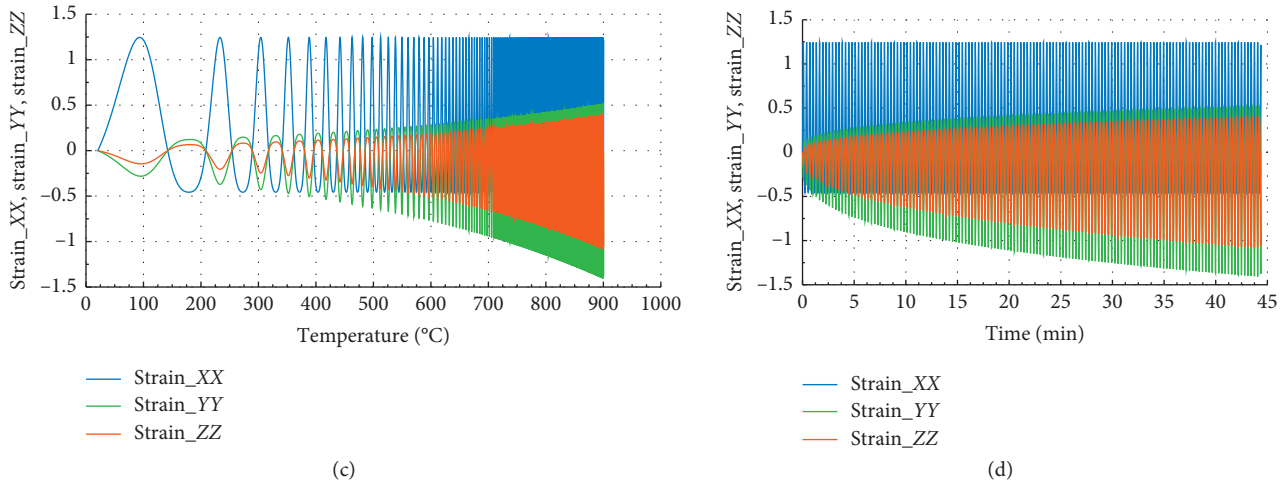 Strain_XX, strain_YY, strain_ZZ
1.5
1
0.5
0
−0.5
−1
−1.5
0 100 200 300 400 500 600 700 800 900 1000
Temperature (°C)
Strain_XX
Strain_YY
Strain_ZZ
(c)
Strain_XX, strain_YY, strain_ZZ
1.5
1
0.5
0
−0.5
−1
−1.5
0 5 10 15 20 25 30 35 40 45
Time (min)
Strain_XX
Strain_YY
Strain_ZZ
(d)